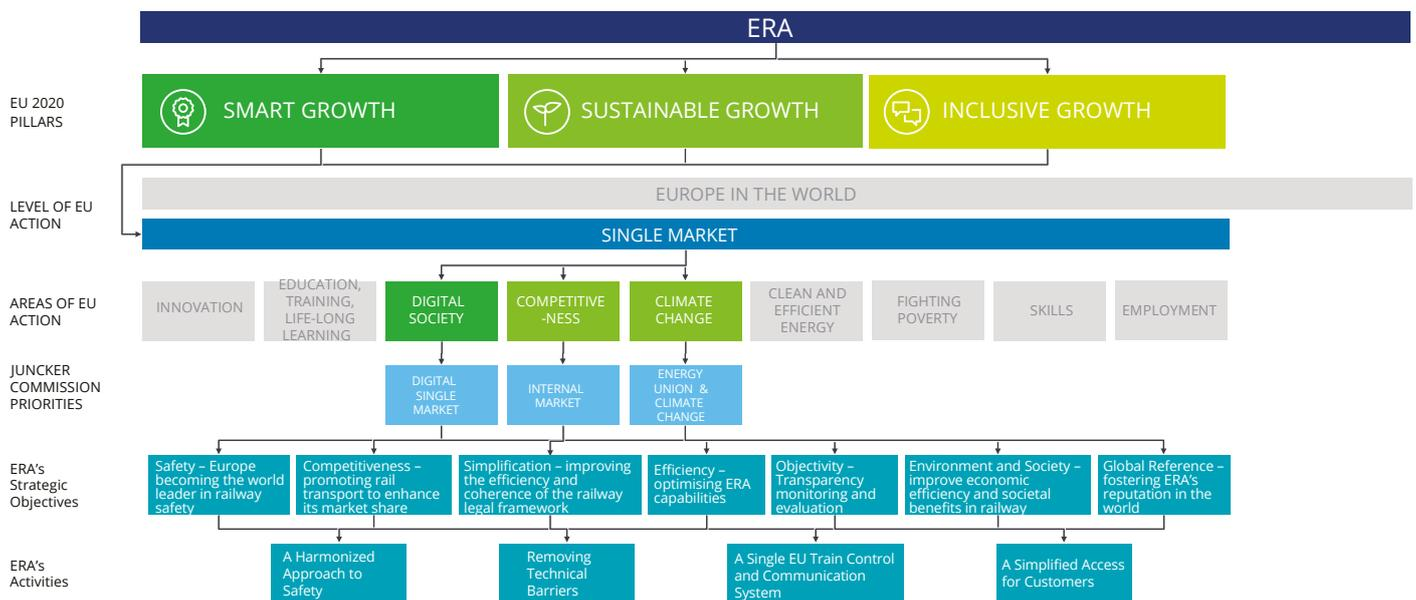 ERA
EU 2020
PILLARS
SMART GROWTH
SUSTAINABLE GROWTH
INCLUSIVE GROWTH
LEVEL OF EU
ACTION
EUROPE IN THE WORLD
SINGLE MARKET
AREAS OF EU
ACTION
INNOVATION
EDUCATION,
TRAINING,
LIFE-LONG
LEARNING
DIGITAL
SOCIETY
COMPETITIVE
-NESS
CLIMATE
CHANGE
CLEAN AND
EFFICIENT
ENERGY
FIGHTING
POVERTY
SKILLS
EMPLOYMENT
JUNCKER
COMMISSION
PRIORITIES
DIGITAL
SINGLE
MARKET
INTERNAL
MARKET
ENERGY
UNION &
CLIMATE
CHANGE
ERA's
Strategic
Objectives
Safety – Europe
becoming the world
leader in railway
safety
Competitiveness –
promoting rail
transport to enhance
its market share
Simplification – improving
the efficiency and
coherence of the railway
legal framework
Efficiency –
optimising ERA
capabilities
Objectivity –
Transparency
monitoring and
evaluation
Environment and Society –
improve economic
efficiency and societal
benefits in railway
Global Reference –
fostering ERA's
reputation in the
world
ERA's
Activities
A Harmonized
Approach to
Safety
Removing
Technical
Barriers
A Single EU Train Control
and Communication
System
A Simplified Access
for Customers